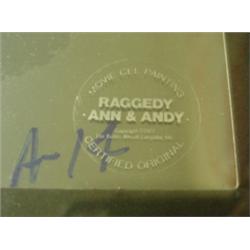 MOVIE CEL PAINTING
RAGGEDY
ANN & ANDY
CERTIFIED ORIGINAL
A-14